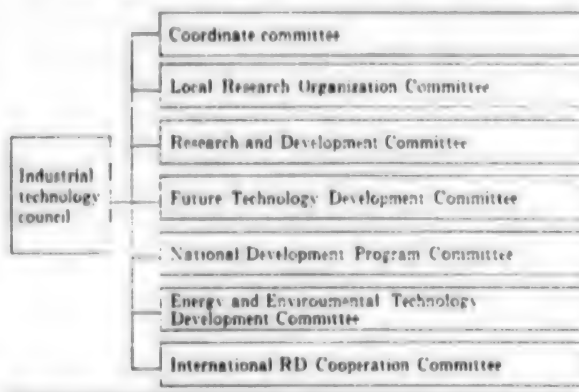 Industrial
technology
council
Coordinate committee
Local Research Organization Committee
Research and Development Committee
Future Technology Development Committee
National Development Program Committee
Energy and Enviroumental Technology
Development Committee
International RD Cooperation Committee